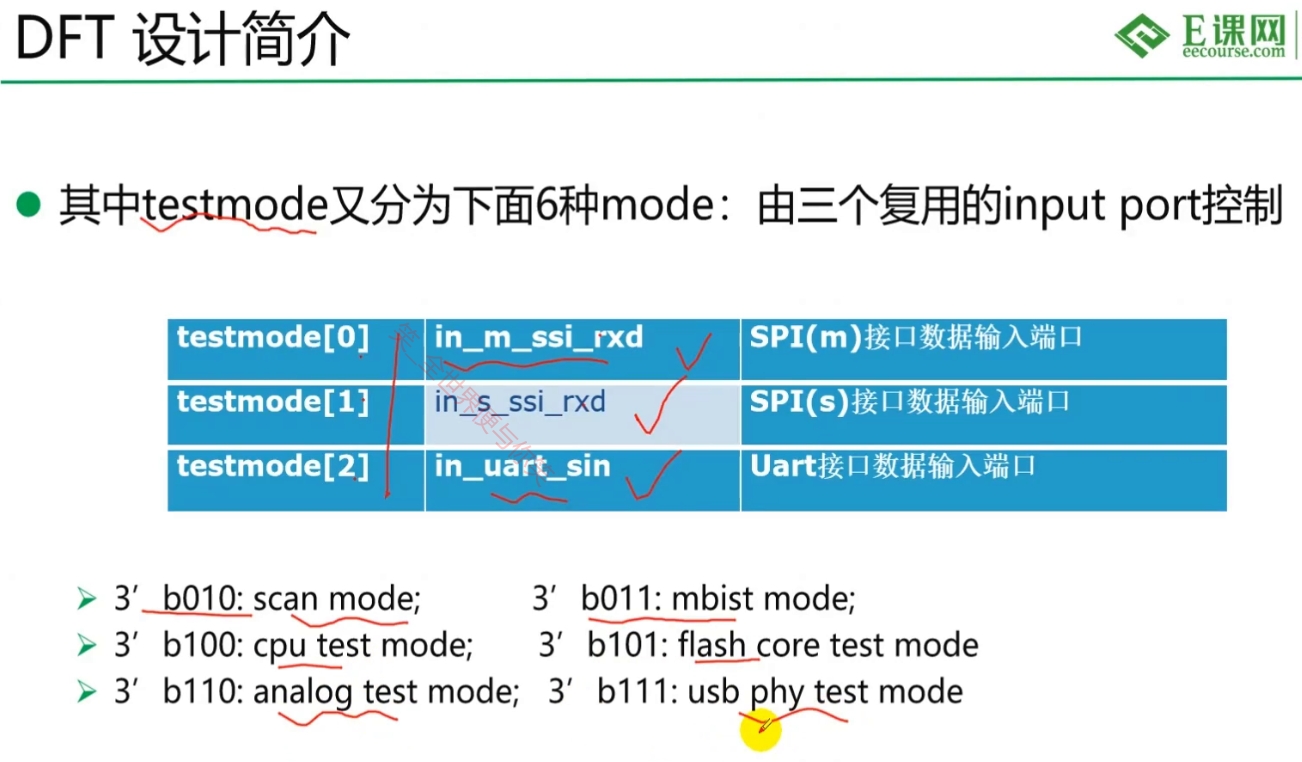 DFT 设计简介
E课网
eecourse.com
其中testmode又分为下面6种mode：由三个复用的input port控制
testmode[0] in_m_ssi_rxd SPI(m)接口数据输入端口
testmode[1] in_s_ssi_rxd SPI(s)接口数据输入端口
testmode[2] in_uart_sin Uart接口数据输入端口
3’ b010: scan mode; 3’ b011: mbist mode;
3’ b100: cpu test mode; 3’ b101: flash core test mode
3’ b110: analog test mode; 3’ b111: usb phy test mode